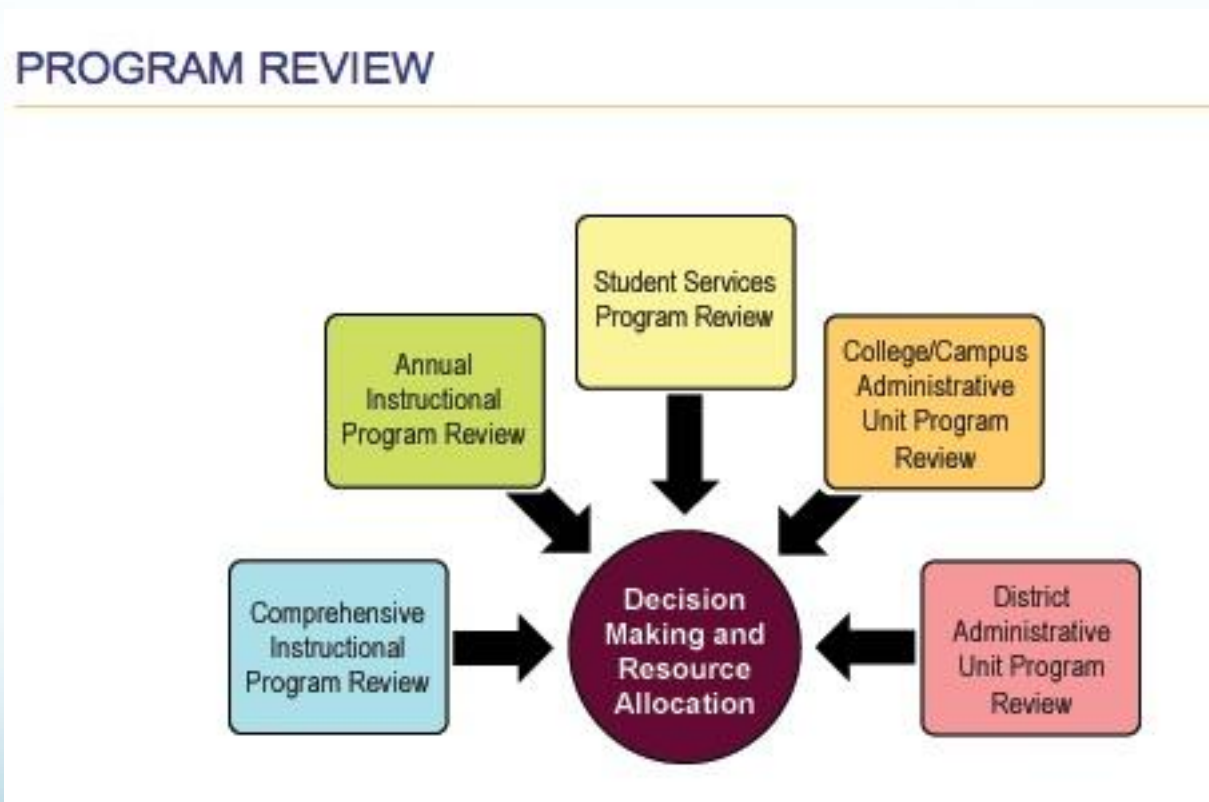 PROGRAM REVIEW
Student Services
Program Review
Annual
Instructional
Program Review
College/Campus
Administrative
Unit Program
Review
Comprehensive
Instructional
Program Review
Decision
Making and
Resource
Allocation
District
Administrative
Unit Program
Review